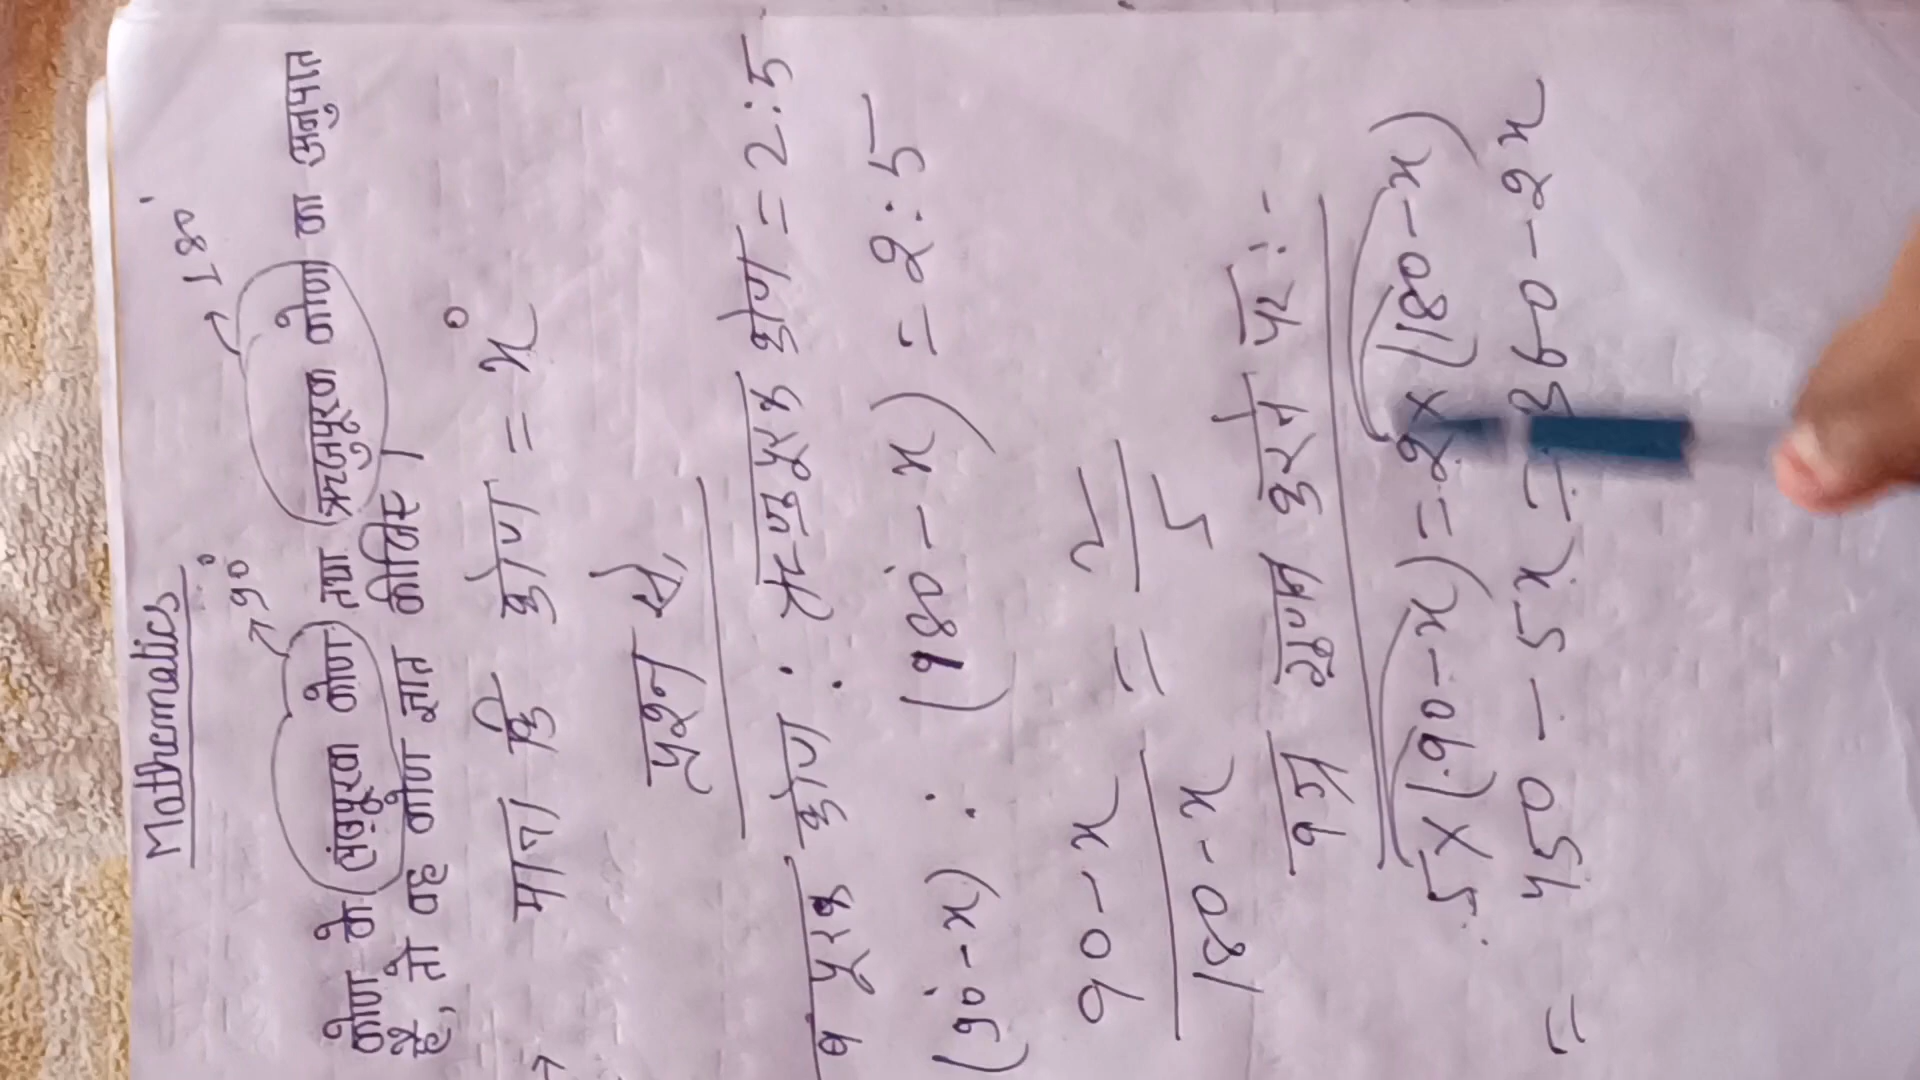 Mathematics
→90° →180°
कोण के (संपूरक कोण) तथा ऋजुपूरक कोण का अनुपात
है, तो वह कोण ज्ञात कीजिए।
माना कि कोण = x°
प्रश्न से,
पूरक कोण : सम्पूरक कोण = 2:5
(90°-x) : (180°-x) = 2:5
90-x / 180-x = 2/5
वज्र गुणन करने पर:-
5×(90-x) = 2×(180-x)
= 450-5x = 360-2x